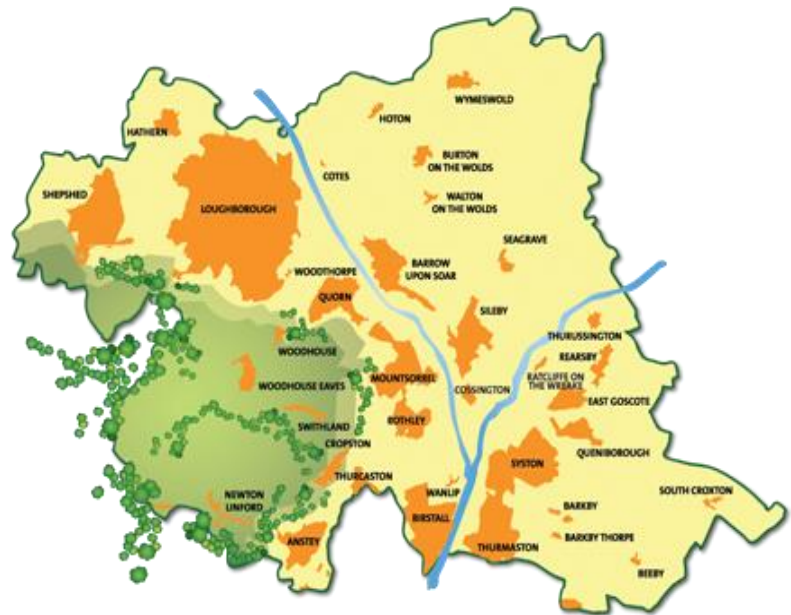 WYMESWOLD
HOTON
HATHERN
BURTON
ON THE WOLDS
COTES
SHEPSHED
WALTON
ON THE WOLDS
LOUGHBOROUGH
SEAGRAVE
BARROW
UPON SOAR
WOODTHORPE
QUORN
SILEBY
THURUSSINGTON
WOODHOUSE
REARSBY
MOUNTSORREL
RATCLIFFE ON
THE WREAKE
WOODHOUSE EAVES
COSSINGTON
EAST GOSCOTE
ROTHLEY
SWITHLAND
CROPSTON
QUENIBOROUGH
SYSTON
THURCASTON
WANLIP
SOUTH CROXTON
NEWTON
LINFORD
BARKBY
BIRSTALL
BARKBY THORPE
ANSTEY
THURMASTON
BEEBY